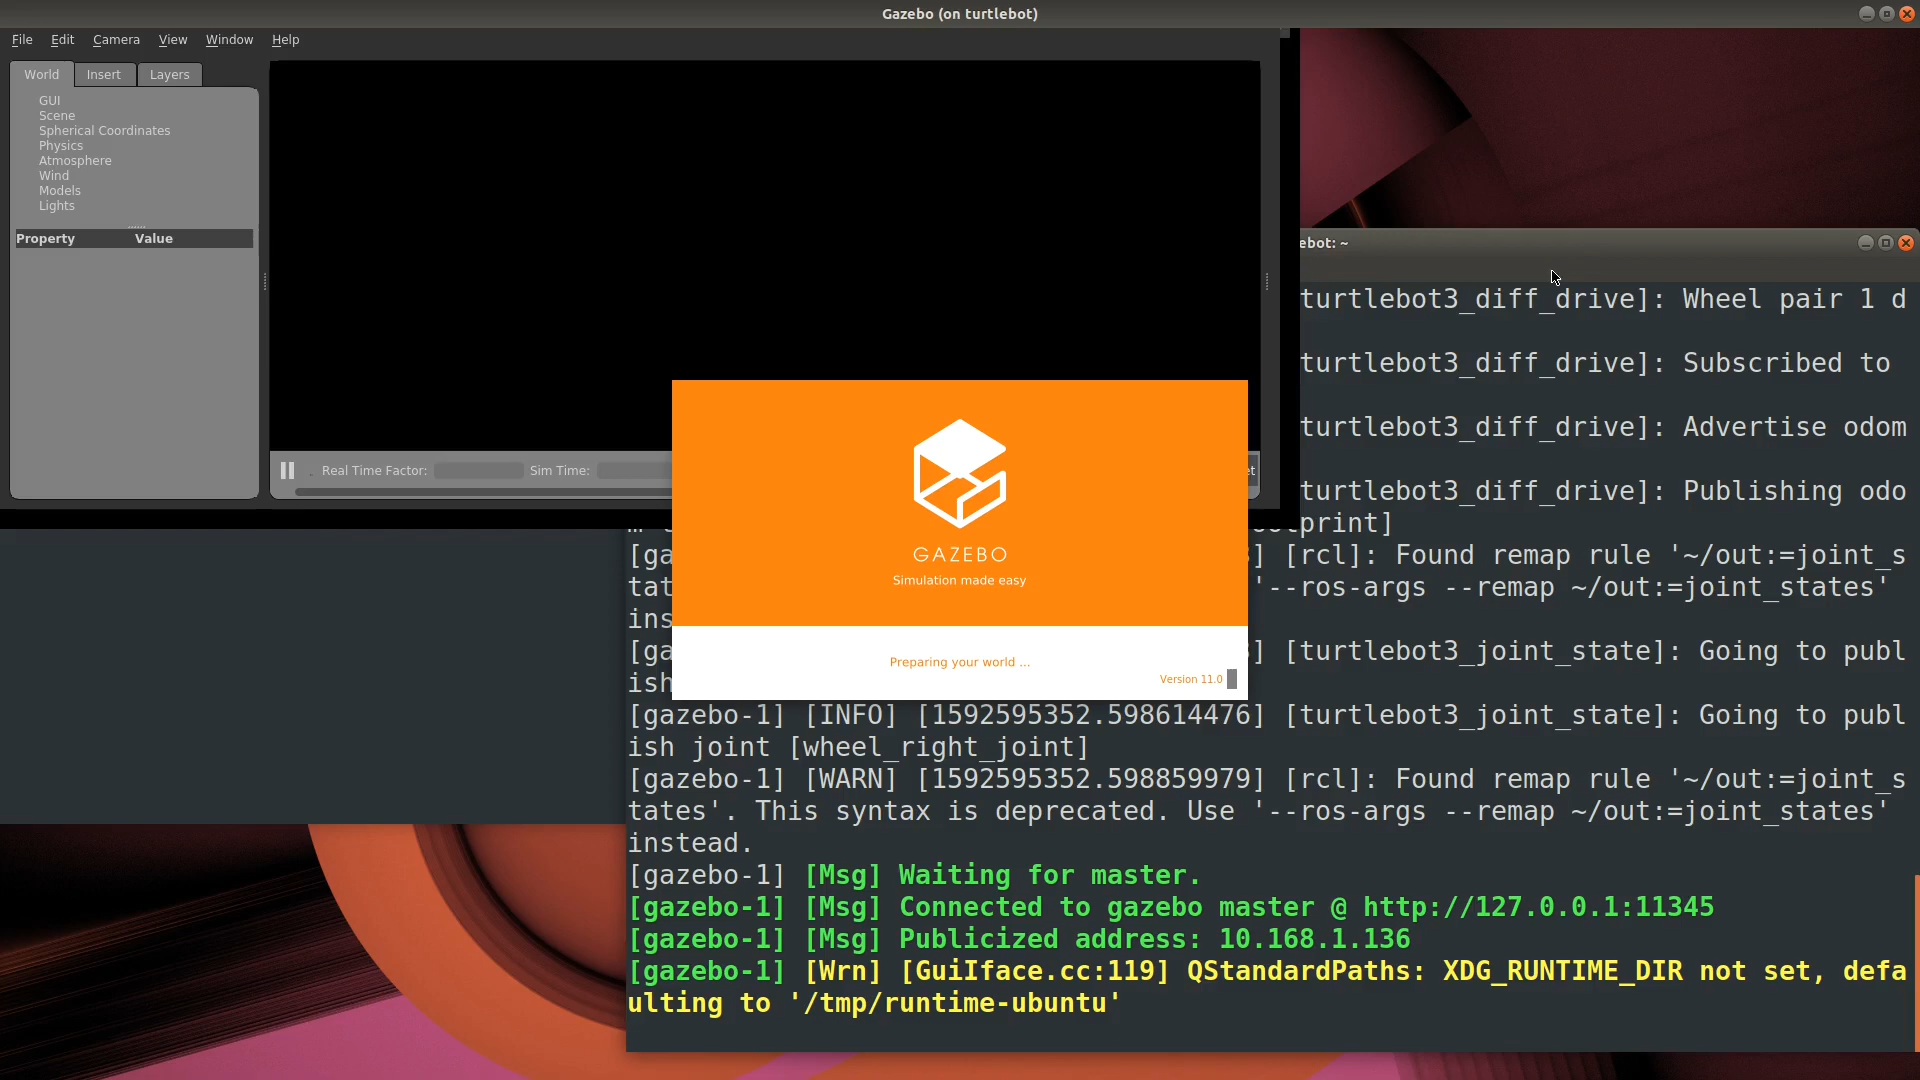 Gazebo (on turtlebot)
File Edit Camera View Window Help
World Insert Layers
GUI
Scene
Spherical Coordinates
Physics
Atmosphere
Wind
Models
Lights
Property Value
Real Time Factor: Sim Time:
GAZEBO
Simulation made easy
Preparing your world ...
Version 11.0
ebot: ~
turtlebot3_diff_drive]: Wheel pair 1 d
turtlebot3_diff_drive]: Subscribed to
turtlebot3_diff_drive]: Advertise odom
turtlebot3_diff_drive]: Publishing odo
print]
[ga ] [rcl]: Found remap rule '~/out:=joint_s
tat '--ros-args --remap ~/out:=joint_states'
ins
[ga ] [turtlebot3_joint_state]: Going to publ
ish
[gazebo-1] [INFO] [1592595352.598614476] [turtlebot3_joint_state]: Going to publ
ish joint [wheel_right_joint]
[gazebo-1] [WARN] [1592595352.598859979] [rcl]: Found remap rule '~/out:=joint_s
tates'. This syntax is deprecated. Use '--ros-args --remap ~/out:=joint_states'
instead.
[gazebo-1] [Msg] Waiting for master.
[gazebo-1] [Msg] Connected to gazebo master @ http://127.0.0.1:11345
[gazebo-1] [Msg] Publicized address: 10.168.1.136
[gazebo-1] [Wrn] [GuiIface.cc:119] QStandardPaths: XDG_RUNTIME_DIR not set, defa
ulting to '/tmp/runtime-ubuntu'